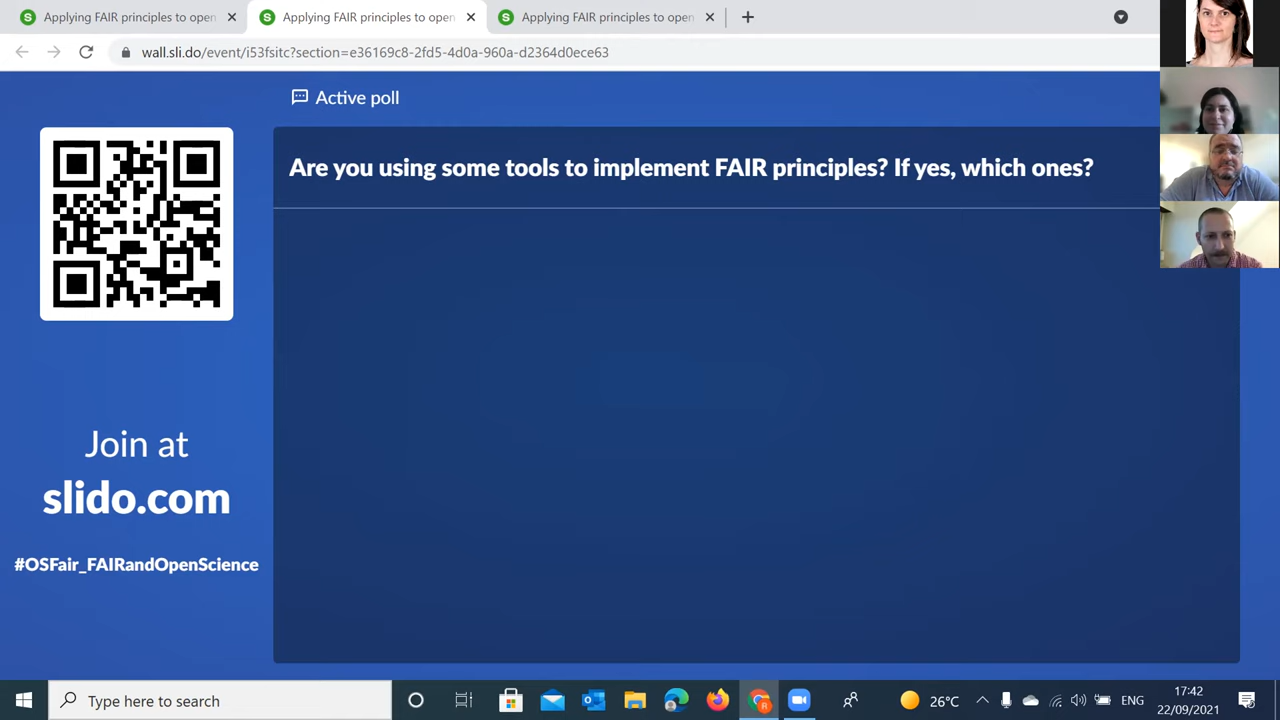 Applying FAIR principles to open
Applying FAIR principles to open
Applying FAIR principles to open
wall.sli.do/event/i53fsitc?section=e36169c8-2fd5-4d0a-960a-d2364d0ece63
Active poll
Are you using some tools to implement FAIR principles? If yes, which ones?
Join at
slido.com
#OSFair_FAIRandOpenScience
Type here to search
26°C
ENG
17:42
22/09/2021